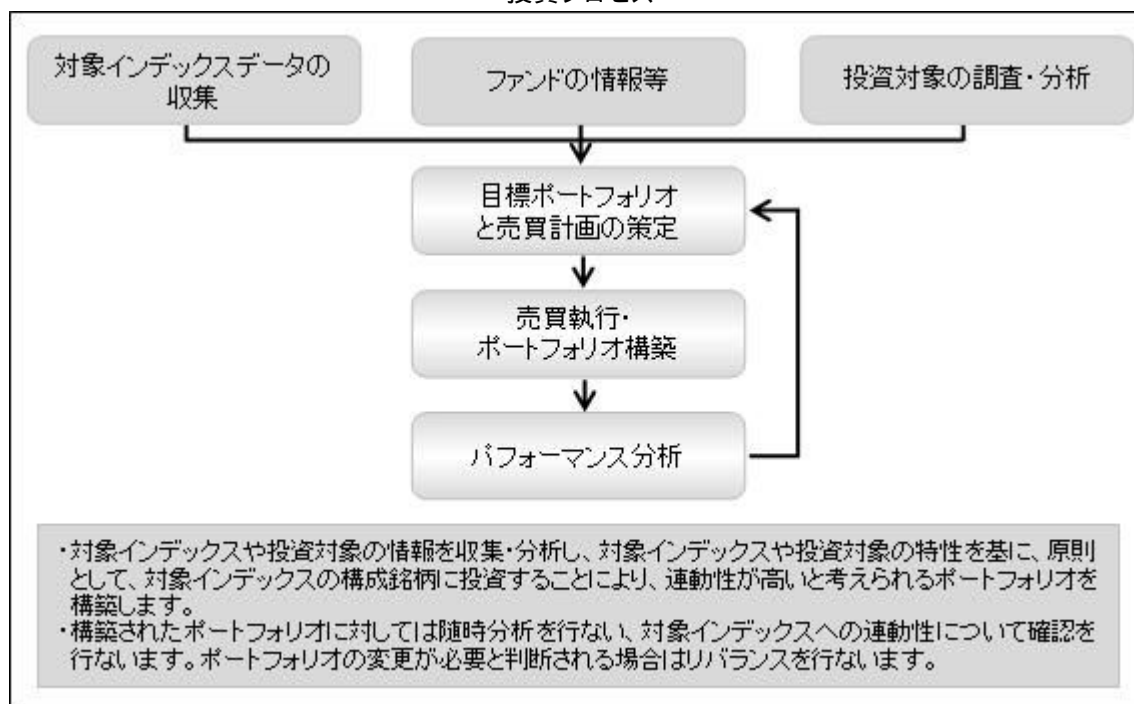 投資プロセス
対象インデックスデータの
収集
ファンドの情報等
投資対象の調査・分析
目標ポートフォリオ
と売買計画の策定
売買執行・
ポートフォリオ構築
パフォーマンス分析
・対象インデックスや投資対象の情報を収集・分析し、対象インデックスや投資対象の特性を基に、原則
として、対象インデックスの構成銘柄に投資することにより、連動性が高いと考えられるポートフォリオを
構築します。
・構築されたポートフォリオに対しては随時分析を行ない、対象インデックスへの連動性について確認を
行ないます。ポートフォリオの変更が必要と判断される場合はリバランスを行ないます。